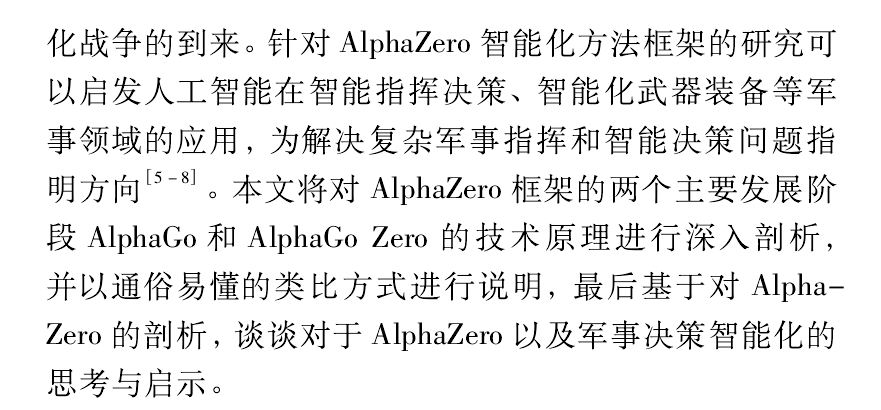 化战争的到来。针对 AlphaZero 智能化方法框架的研究可
以启发人工智能在智能指挥决策、智能化武器装备等军
事领域的应用，为解决复杂军事指挥和智能决策问题指
明方向[5-8]。本文将对 AlphaZero 框架的两个主要发展阶
段 AlphaGo 和 AlphaGo Zero 的技术原理进行深入剖析，
并以通俗易懂的类比方式进行说明，最后基于对 Alpha-
Zero 的剖析，谈谈对于 AlphaZero 以及军事决策智能化的
思考与启示。